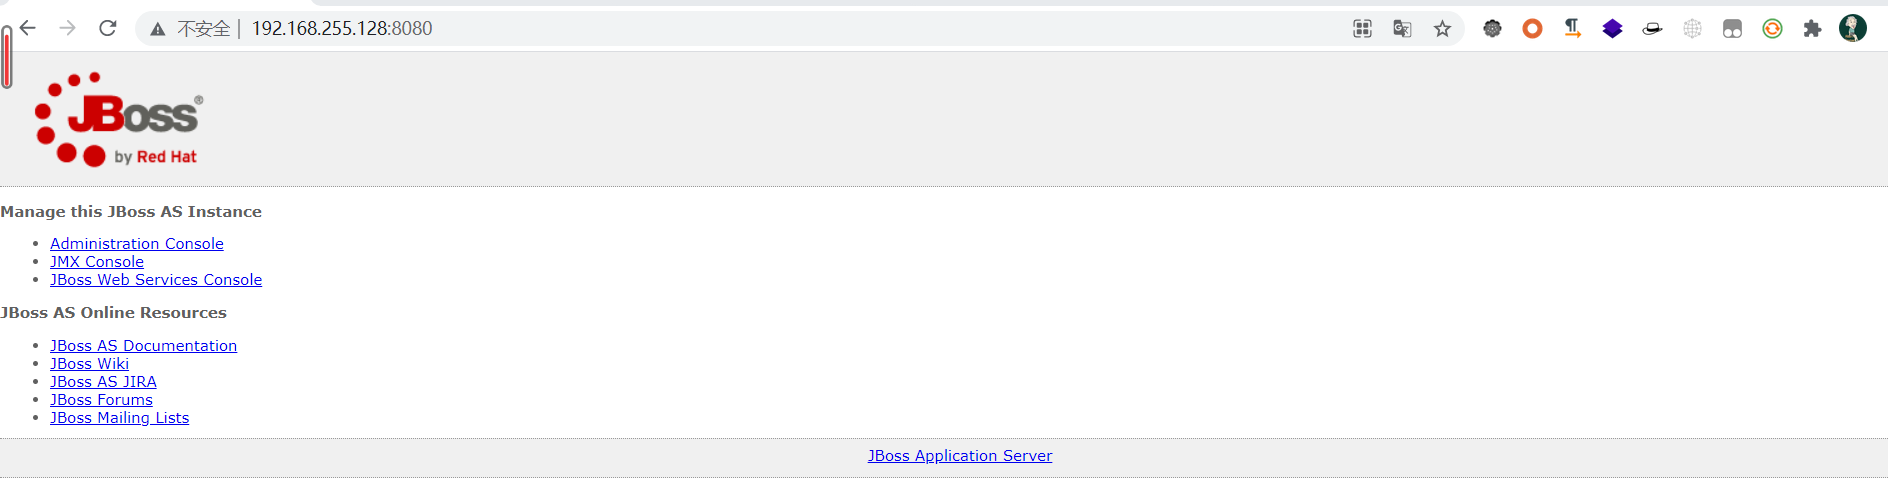 不安全 | 192.168.255.128:8080
JBoss®
by Red Hat
Manage this JBoss AS Instance
Administration Console
JMX Console
JBoss Web Services Console
JBoss AS Online Resources
JBoss AS Documentation
JBoss Wiki
JBoss AS JIRA
JBoss Forums
JBoss Mailing Lists
JBoss Application Server